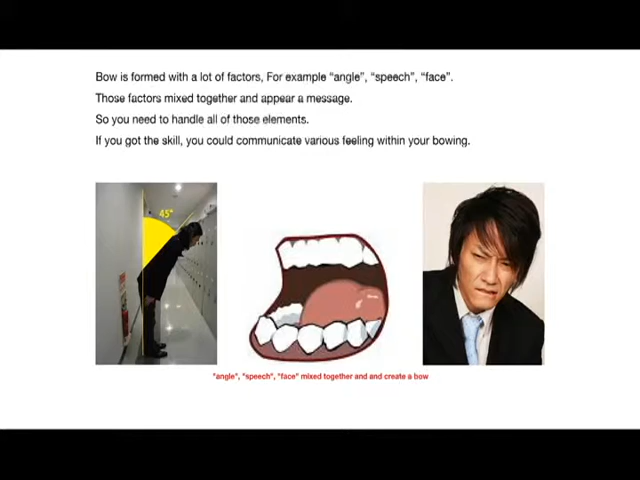 Bow is formed with a lot of factors, For example “angle”, “speech”, “face”.
Those factors mixed together and appear a message.
So you need to handle all of those elements.
If you got the skill, you could communicate various feeling within your bowing.
45°
"angle", "speech", "face" mixed together and and create a bow